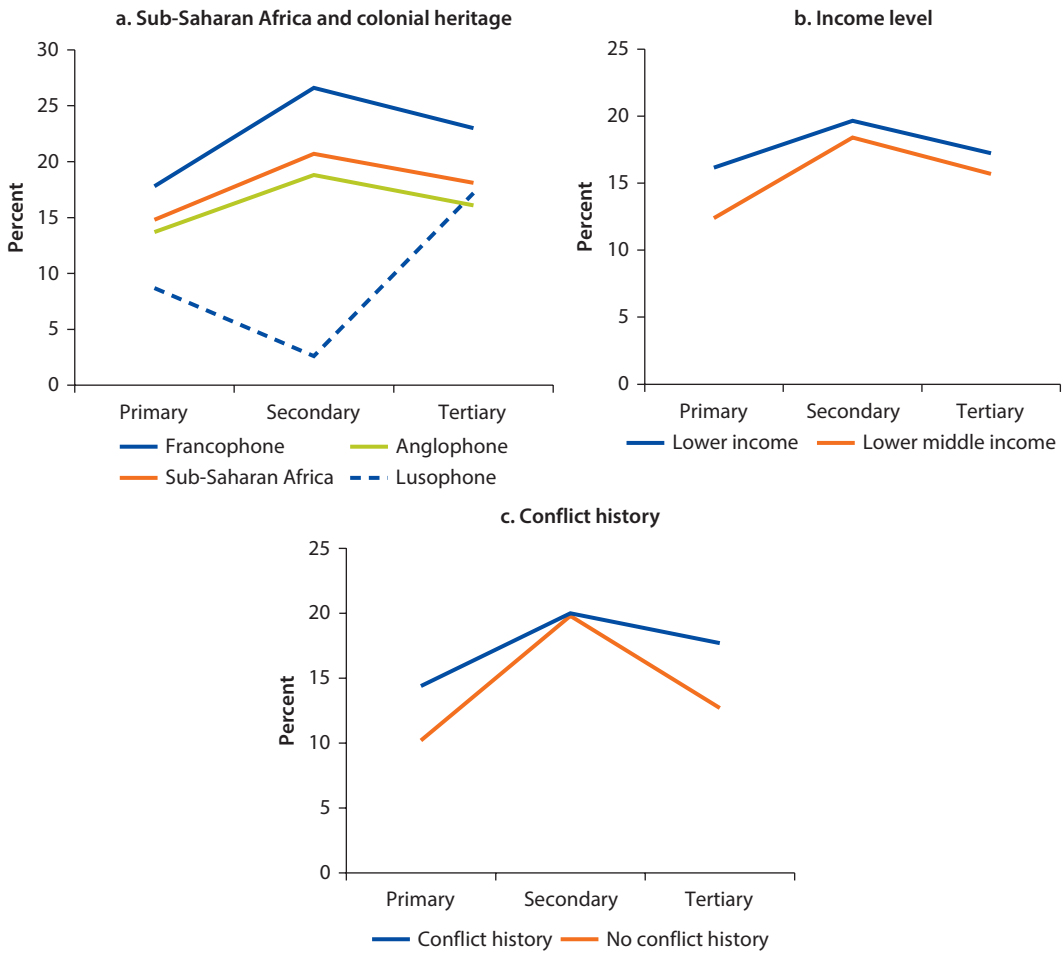 a. Sub-Saharan Africa and colonial heritage
30
25
20
15
10
5
0
Percent
Primary Secondary Tertiary
Francophone Anglophone
Sub-Saharan Africa Lusophone
b. Income level
25
20
15
10
5
0
Percent
Primary Secondary Tertiary
Lower income Lower middle income
c. Conflict history
25
20
15
10
5
0
Percent
Primary Secondary Tertiary
Conflict history No conflict history